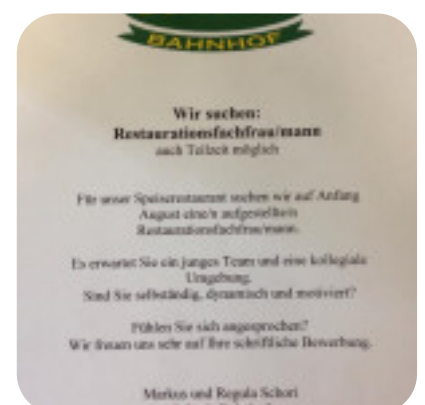 BAHNHOF
Wir suchen:
Restaurationsfachfrau/mann
auch Teilzeit möglich
Für unser Speiserestaurant suchen wir auf Anfang
August eine/n aufgestellte/n
Restaurationsfachfrau/mann.
Es erwartet Sie ein junges Team und eine kollegiale
Umgebung.
Sind Sie selbständig, dynamisch und motiviert?
Fühlen Sie sich angesprochen?
Wir freuen uns sehr auf Ihre schriftliche Bewerbung.
Markus und Regula Schori